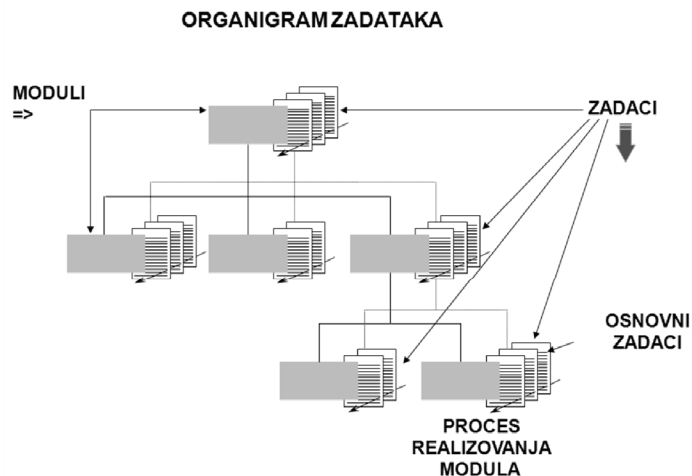 ORGANIGRAM ZADATAKA
MODULI
=>
ZADACI
OSNOVNI
ZADACI
PROCES
REALIZOVANJA
MODULA